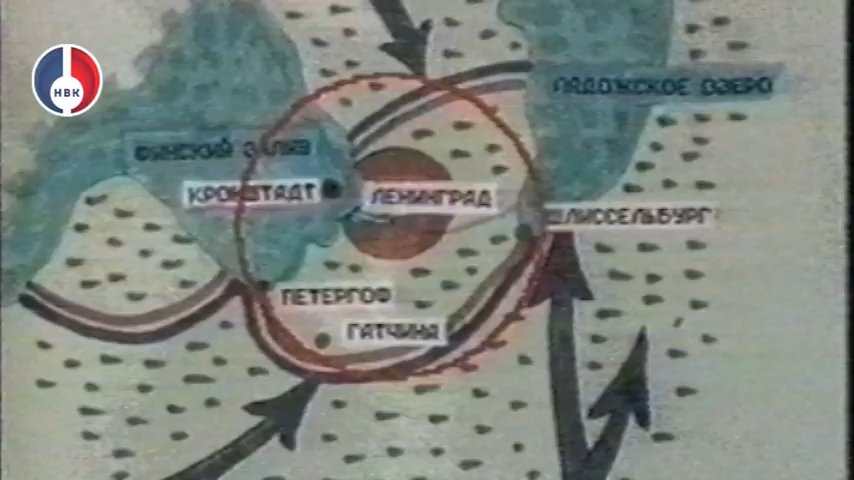 НВК
ЛАДОЖСКОЕ ОЗЕРО
ФИНСКИЙ ЗАЛИВ
КРОНШТАДТ
ЛЕНИНГРАД
ШЛИССЕЛЬБУРГ
ПЕТЕРГОФ
ГАТЧИНА